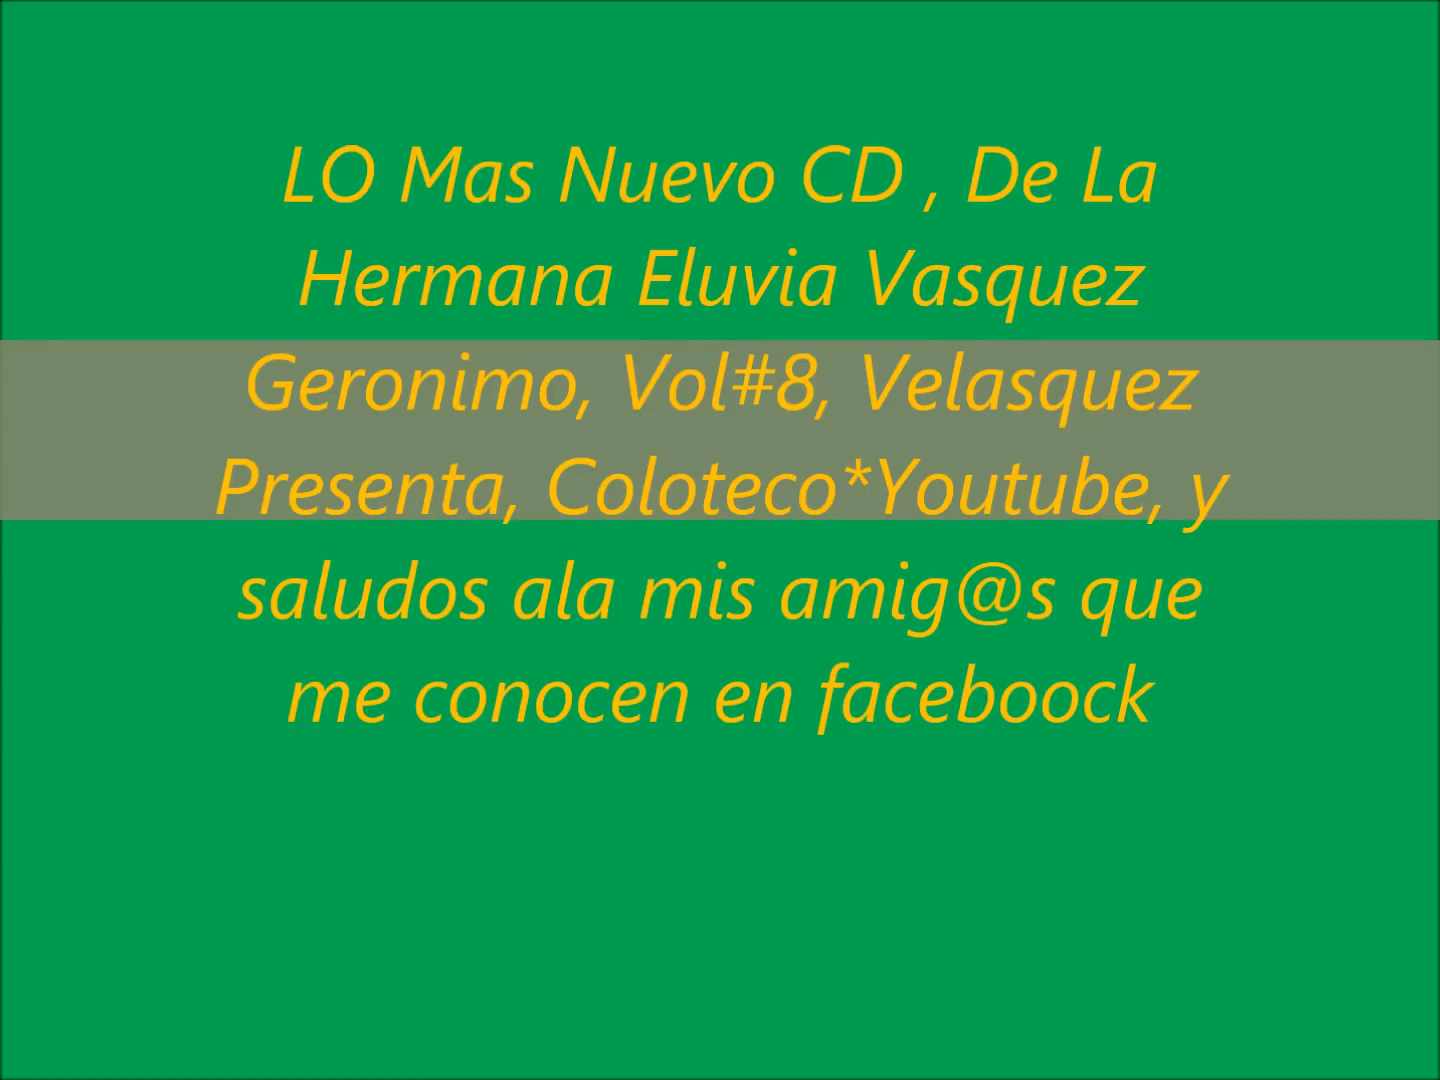 LO Mas Nuevo CD , De La
Hermana Eluvia Vasquez
Geronimo, Vol#8, Velasquez
Presenta, Coloteco*Youtube, y
saludos ala mis amig@s que
me conocen en faceboock